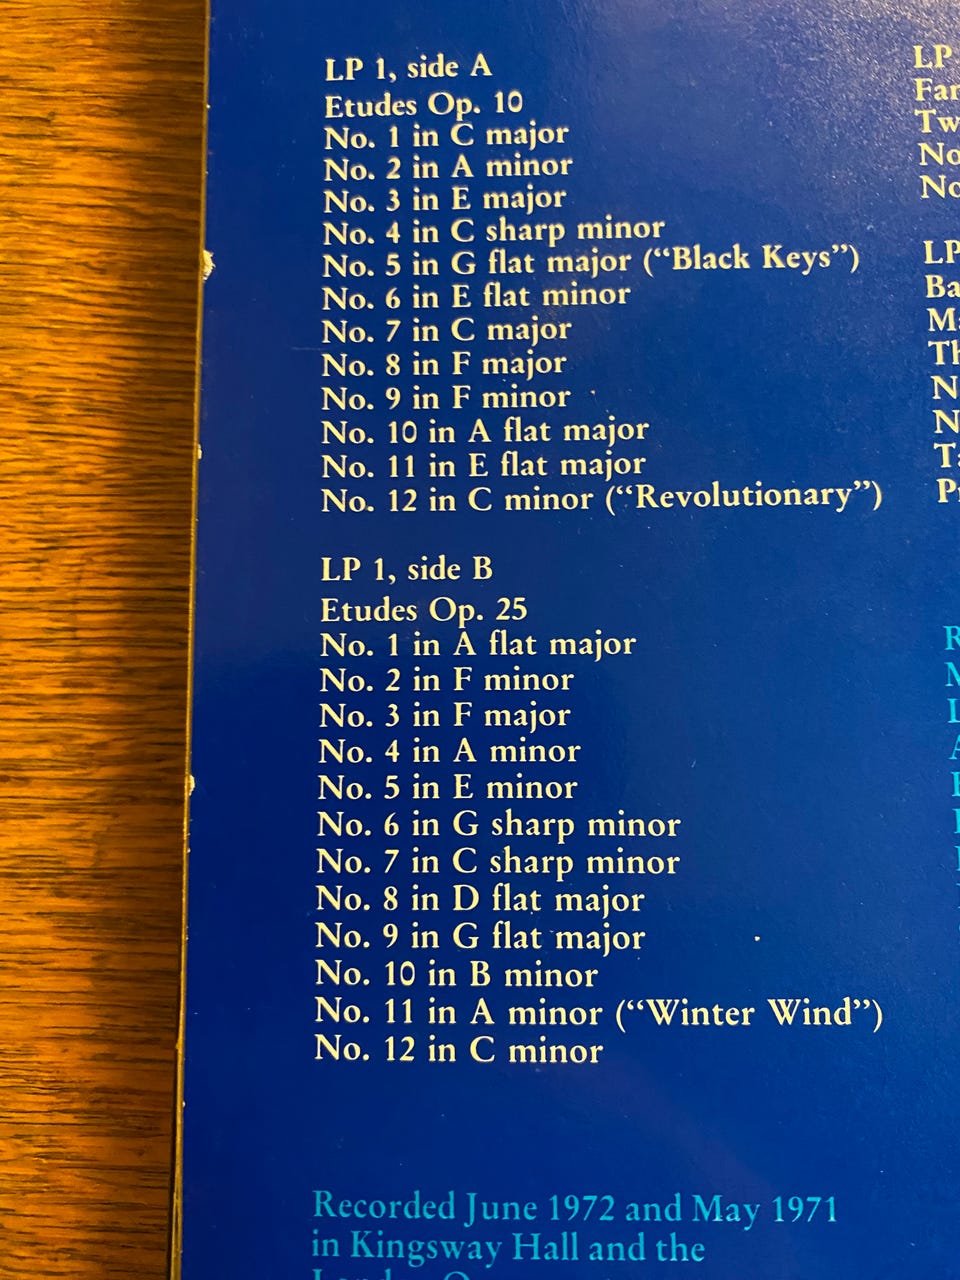 LP 1, side A
Etudes Op. 10
No. 1 in C major
No. 2 in A minor
No. 3 in E major
No. 4 in C sharp minor
No. 5 in G flat major (“Black Keys”)
No. 6 in E flat minor
No. 7 in C major
No. 8 in F major
No. 9 in F minor
No. 10 in A flat major
No. 11 in E flat major
No. 12 in C minor (“Revolutionary”)
LP 1, side B
Etudes Op. 25
No. 1 in A flat major
No. 2 in F minor
No. 3 in F major
No. 4 in A minor
No. 5 in E minor
No. 6 in G sharp minor
No. 7 in C sharp minor
No. 8 in D flat major
No. 9 in G flat major
No. 10 in B minor
No. 11 in A minor (“Winter Wind”)
No. 12 in C minor
Recorded June 1972 and May 1971
in Kingsway Hall and the
LP
No
No
LP